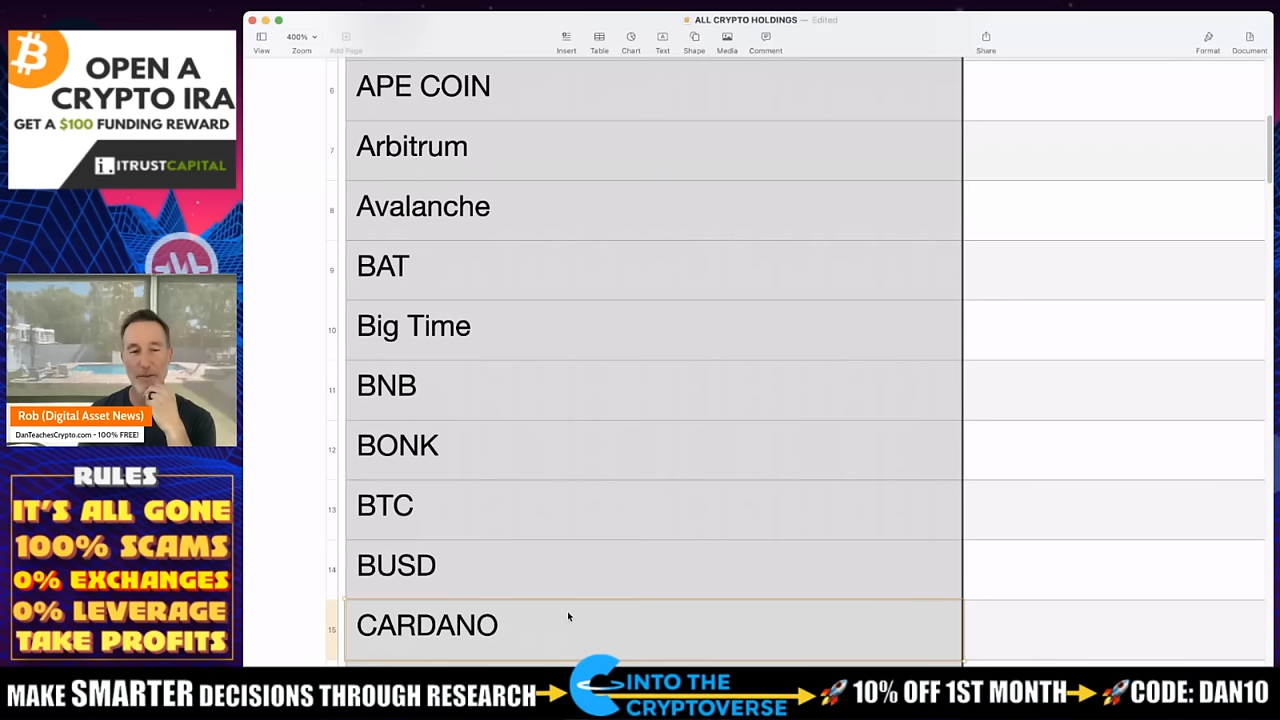 OPEN A
CRYPTO IRA
GET A $100 FUNDING REWARD
i. ITRUSTCAPITAL
Rob (Digital Asset News)
DanTeachesCrypto.com - 100% FREE!
RULES
IT'S ALL GONE
100% SCAMS
0% EXCHANGES
0% LEVERAGE
TAKE PROFITS
ALL CRYPTO HOLDINGS — Edited
400%
View Zoom Add Page Insert Table Chart Text Shape Media Comment Share Format Document
6 APE COIN
7 Arbitrum
8 Avalanche
9 BAT
10 Big Time
11 BNB
12 BONK
13 BTC
14 BUSD
15 CARDANO
MAKE SMARTER DECISIONS THROUGH RESEARCH
INTO THE
CRYPTOVERSE
10% OFF 1ST MONTH
CODE: DAN10